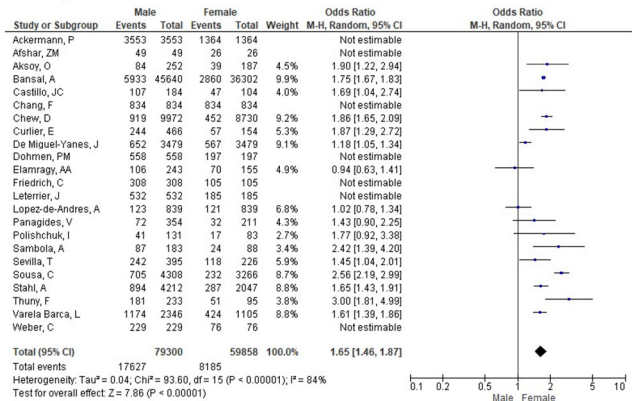 Male Female
Study or Subgroup Events Total Events Total Weight M-H, Random, 95% CI M-H, Random, 95% CI
Ackermann, P 3553 3553 1364 1364 Not estimable
Afshar, ZM 49 49 26 26 Not estimable
Aksoy, O 84 252 39 187 4.5% 1.90 [1.22, 2.94]
Bansal, A 5933 45640 2860 36302 9.9% 1.75 [1.67, 1.83]
Castillo, JC 107 184 47 104 4.0% 1.69 [1.04, 2.74]
Chang, F 834 834 834 834 Not estimable
Chew, D 919 9972 452 8730 9.2% 1.86 [1.65, 2.09]
Curlier, E 244 466 57 154 5.4% 1.87 [1.29, 2.72]
De Miguel-Yanes, J 652 3479 567 3479 9.1% 1.18 [1.05, 1.34]
Dohmen, PM 558 558 197 197 Not estimable
Elamragy, AA 106 243 70 155 4.9% 0.94 [0.63, 1.41]
Friedrich, C 308 308 105 105 Not estimable
Leterrier, J 532 532 185 185 Not estimable
Lopez-de-Andres, A 123 839 121 839 7.0% 1.02 [0.78, 1.34]
Panagides, V 72 354 32 211 4.4% 1.43 [0.90, 2.25]
Polishchuk, I 41 131 17 83 2.7% 1.77 [0.92, 3.38]
Sambola, A 87 183 24 88 3.5% 2.42 [1.39, 4.20]
Sevilla, T 242 395 118 226 5.9% 1.45 [1.04, 2.01]
Sousa, C 705 4308 232 3266 8.6% 2.56 [2.19, 2.99]
Stahl, A 894 4212 287 2047 8.8% 1.65 [1.43, 1.91]
Thuny, F 181 233 51 95 3.8% 3.00 [1.81, 4.99]
Varela Barca, L 1174 2346 424 1105 8.8% 1.61 [1.39, 1.86]
Weber, C 229 229 76 76 Not estimable
Total (95% CI) 79300 59858 100.0% 1.65 [1.46, 1.87]
Total events 17627 8185
Heterogeneity: Tau² = 0.04; Chi² = 93.60, df = 15 (P < 0.00001); I² = 84%
Test for overall effect: Z = 7.86 (P < 0.00001)
0.1 0.2 0.5 1 2 5 10
Male Female